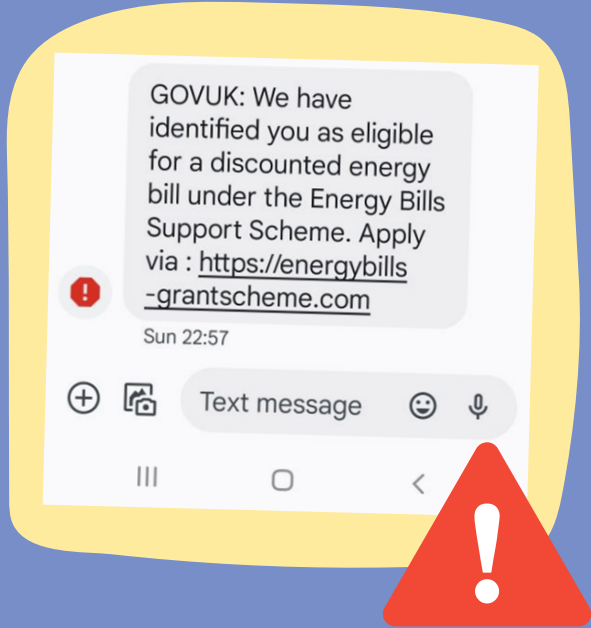 GOVUK: We have
identified you as eligible
for a discounted energy
bill under the Energy Bills
Support Scheme. Apply
via : https://energybills
-grantscheme.com
!
Sun 22:57
Text message
!